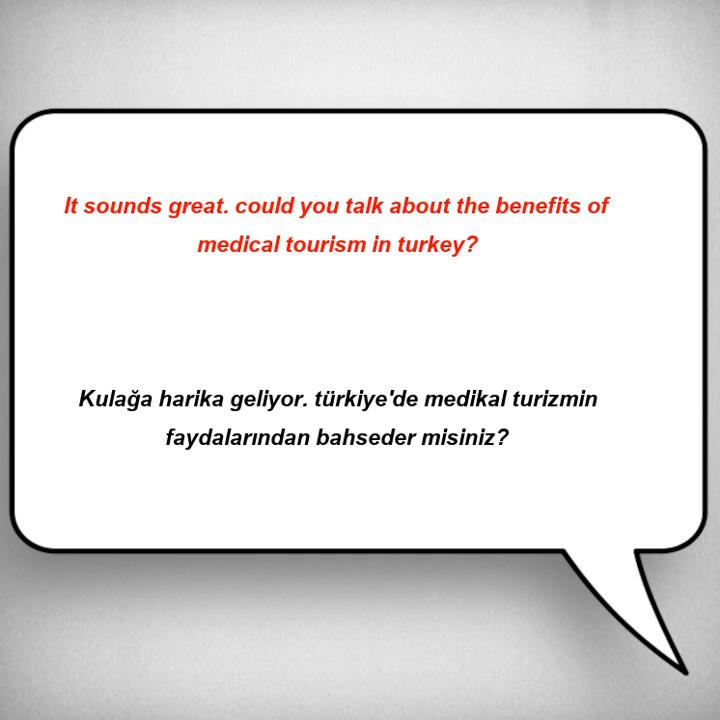 It sounds great. could you talk about the benefits of
medical tourism in turkey?
Kulağa harika geliyor. türkiye'de medikal turizmin
faydalarından bahseder misiniz?